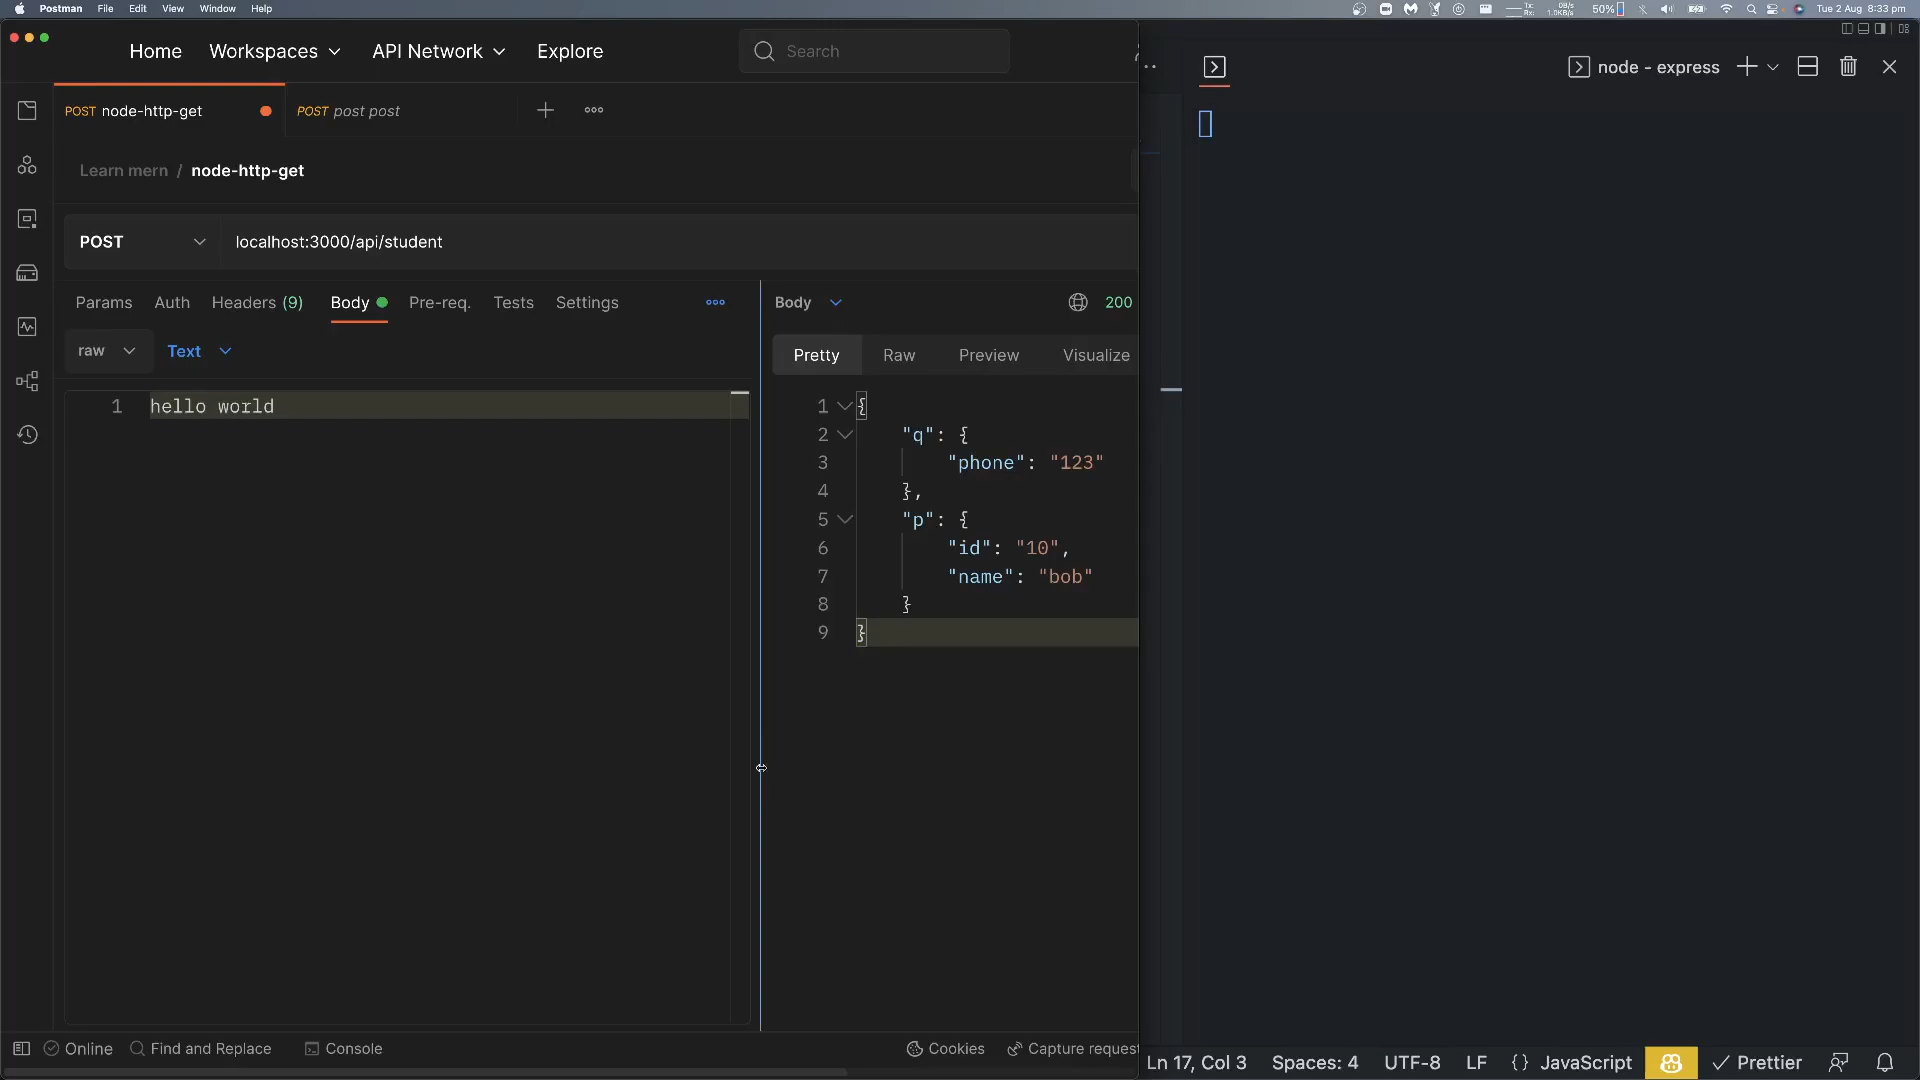 Postman File Edit View Window Help
50%
Tue 2 Aug 8:33 pm
Home Workspaces API Network Explore Search
node - express
POST node-http-get
POST post post
Learn mern / node-http-get
POST localhost:3000/api/student
Params Auth Headers (9) Body Pre-req. Tests Settings
Body 200
raw Text
Pretty Raw Preview Visualize
1 hello world
1 {
2 "q": {
3 "phone": "123"
4 },
5 "p": {
6 "id": "10",
7 "name": "bob"
8 }
9 }
Online Find and Replace Console Cookies Capture request
Ln 17, Col 3 Spaces: 4 UTF-8 LF {} JavaScript Prettier